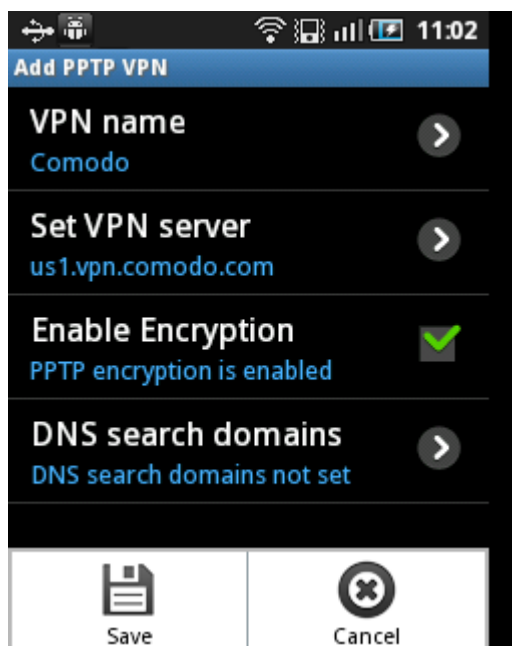 11:02
Add PPTP VPN
VPN name
Comodo
Set VPN server
us1.vpn.comodo.com
Enable Encryption
PPTP encryption is enabled
DNS search domains
DNS search domains not set
Save
Cancel